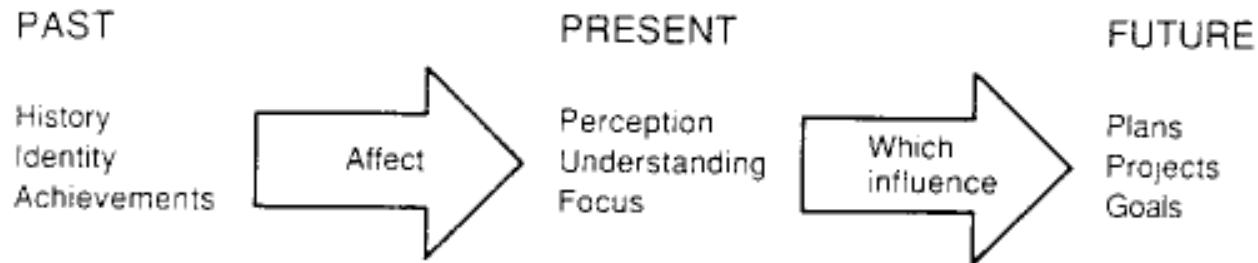 PAST
History
Identity
Achievements
Affect
PRESENT
Perception
Understanding
Focus
Which
influence
FUTURE
Plans
Projects
Goals